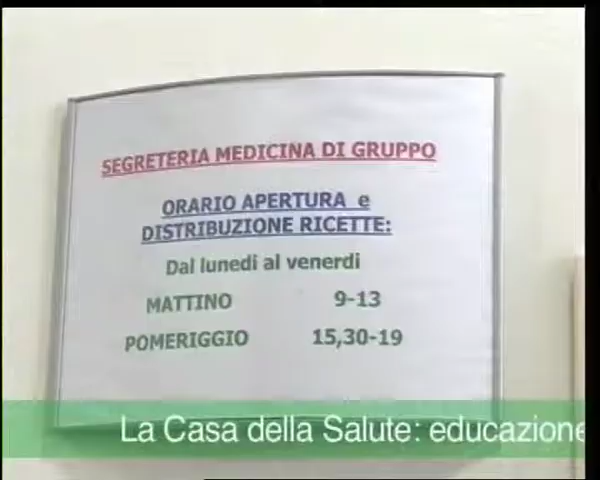 SEGRETERIA MEDICINA DI GRUPPO
ORARIO APERTURA e
DISTRIBUZIONE RICETTE:
Dal lunedi al venerdi
MATTINO 9-13
POMERIGGIO 15,30-19
La Casa della Salute: educazione